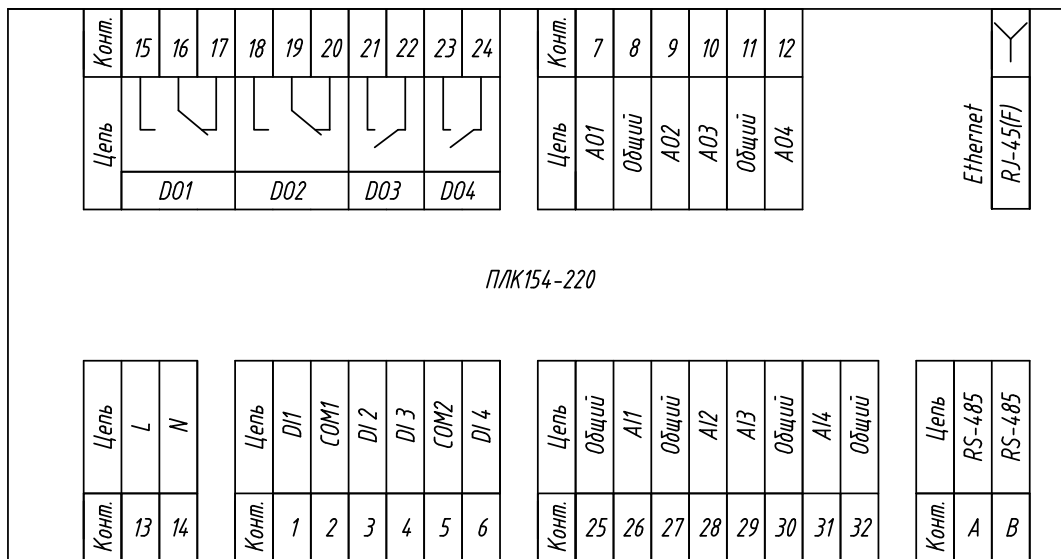 Конт. 15 16 17 18 19 20 21 22 23 24
Цепь
DO1 DO2 DO3 DO4
Конт. 7 8 9 10 11 12
Цепь AO1 Общий AO2 AO3 Общий AO4
Ethernet
RJ-45(F)
ПЛК154-220
Цепь L N
Конт. 13 14
Цепь DI1 COM1 DI 2 DI 3 COM2 DI 4
Конт. 1 2 3 4 5 6
Цепь Общий AI1 Общий AI2 AI3 Общий AI4 Общий
Конт. 25 26 27 28 29 30 31 32
Цепь RS-485 RS-485
Конт. A B